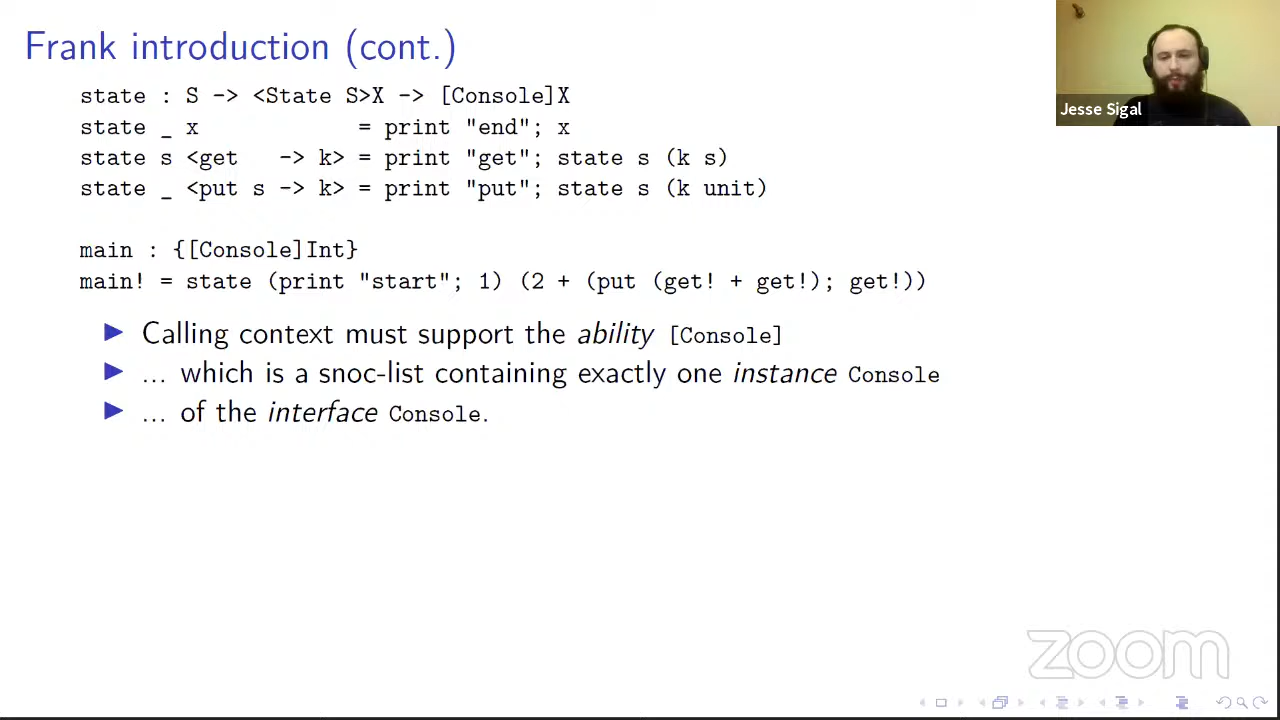 Frank introduction (cont.)
state : S -> <State S>X -> [Console]X
state _ x = print "end"; x
state s <get -> k> = print "get"; state s (k s)
state _ <put s -> k> = print "put"; state s (k unit)
main : {[Console]Int}
main! = state (print "start"; 1) (2 + (put (get! + get!); get!))
▶ Calling context must support the ability [Console]
▶ ... which is a snoc-list containing exactly one instance Console
▶ ... of the interface Console.
Jesse Sigal
zoom